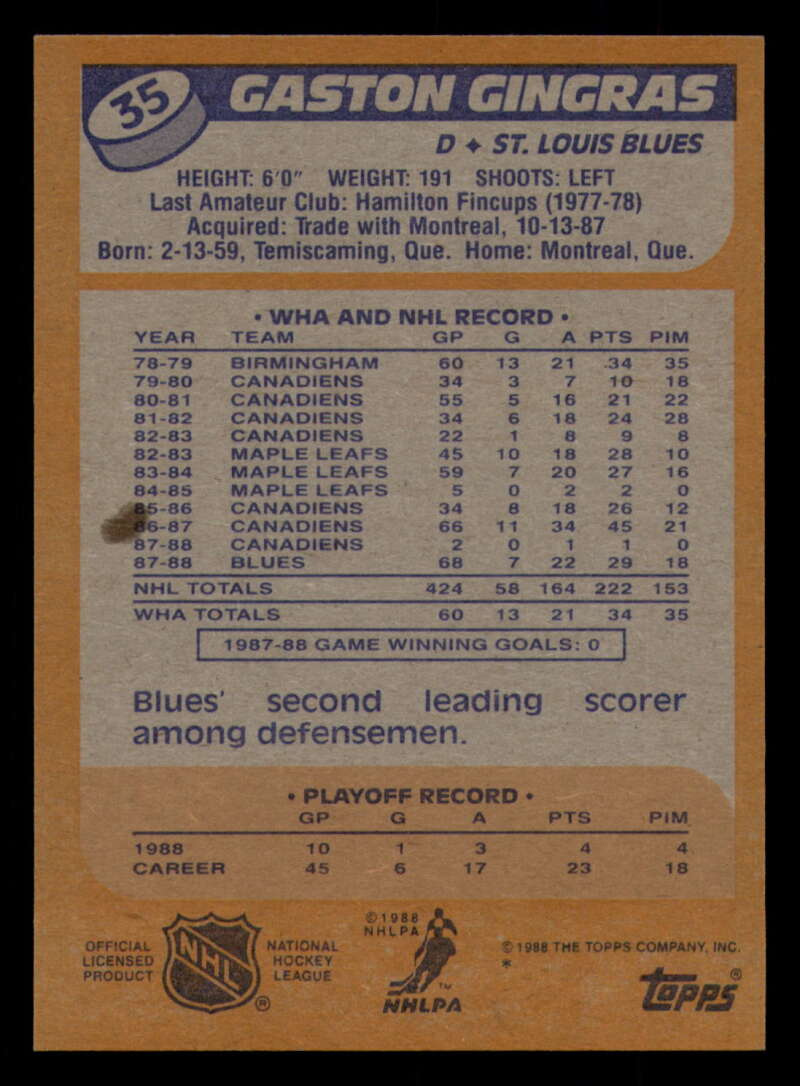 35
GASTON GINGRAS
D ✦ ST. LOUIS BLUES
HEIGHT: 6'0" WEIGHT: 191 SHOOTS: LEFT
Last Amateur Club: Hamilton Fincups (1977-78)
Acquired: Trade with Montreal, 10-13-87
Born: 2-13-59, Temiscaming, Que. Home: Montreal, Que.
• WHA AND NHL RECORD •
YEAR TEAM GP G A PTS PIM
78-79 BIRMINGHAM 60 13 21 34 35
79-80 CANADIENS 34 3 7 10 18
80-81 CANADIENS 55 5 16 21 22
81-82 CANADIENS 34 6 18 24 28
82-83 CANADIENS 22 1 8 9 8
82-83 MAPLE LEAFS 45 10 18 28 10
83-84 MAPLE LEAFS 59 7 20 27 16
84-85 MAPLE LEAFS 5 0 2 2 0
85-86 CANADIENS 34 8 18 26 12
86-87 CANADIENS 66 11 34 45 21
87-88 CANADIENS 2 0 1 1 0
87-88 BLUES 68 7 22 29 18
NHL TOTALS 424 58 164 222 153
WHA TOTALS 60 13 21 34 35
1987-88 GAME WINNING GOALS: 0
Blues' second leading scorer
among defensemen.
• PLAYOFF RECORD •
GP G A PTS PIM
1988 10 1 3 4 4
CAREER 45 6 17 23 18
OFFICIAL
LICENSED
PRODUCT
NHL
®
NATIONAL
HOCKEY
LEAGUE
©1988
NHLPA
TM
NHLPA
© 1988 THE TOPPS COMPANY, INC.
*
topps®